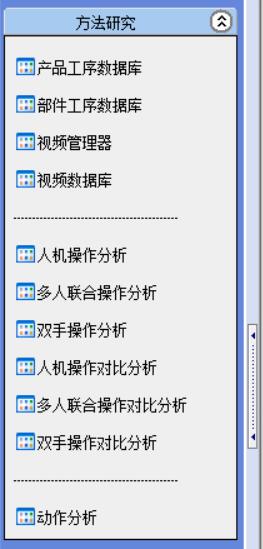 方法研究
产品工序数据库
部件工序数据库
视频管理器
视频数据库
人机操作分析
多人联合操作分析
双手操作分析
人机操作对比分析
多人联合操作对比分析
双手操作对比分析
动作分析